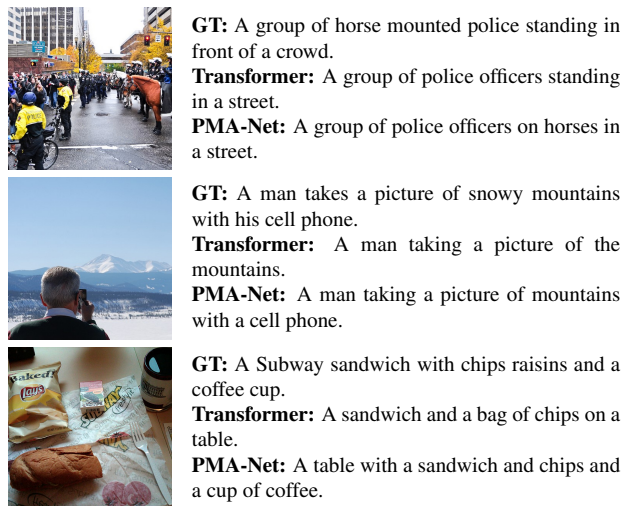 GT: A group of horse mounted police standing in
front of a crowd.
Transformer: A group of police officers standing
in a street.
PMA-Net: A group of police officers on horses in
a street.
GT: A man takes a picture of snowy mountains
with his cell phone.
Transformer: A man taking a picture of the
mountains.
PMA-Net: A man taking a picture of mountains
with a cell phone.
Baked!
Lay's
SUBWAY
GT: A Subway sandwich with chips raisins and a
coffee cup.
Transformer: A sandwich and a bag of chips on a
table.
PMA-Net: A table with a sandwich and chips and
a cup of coffee.